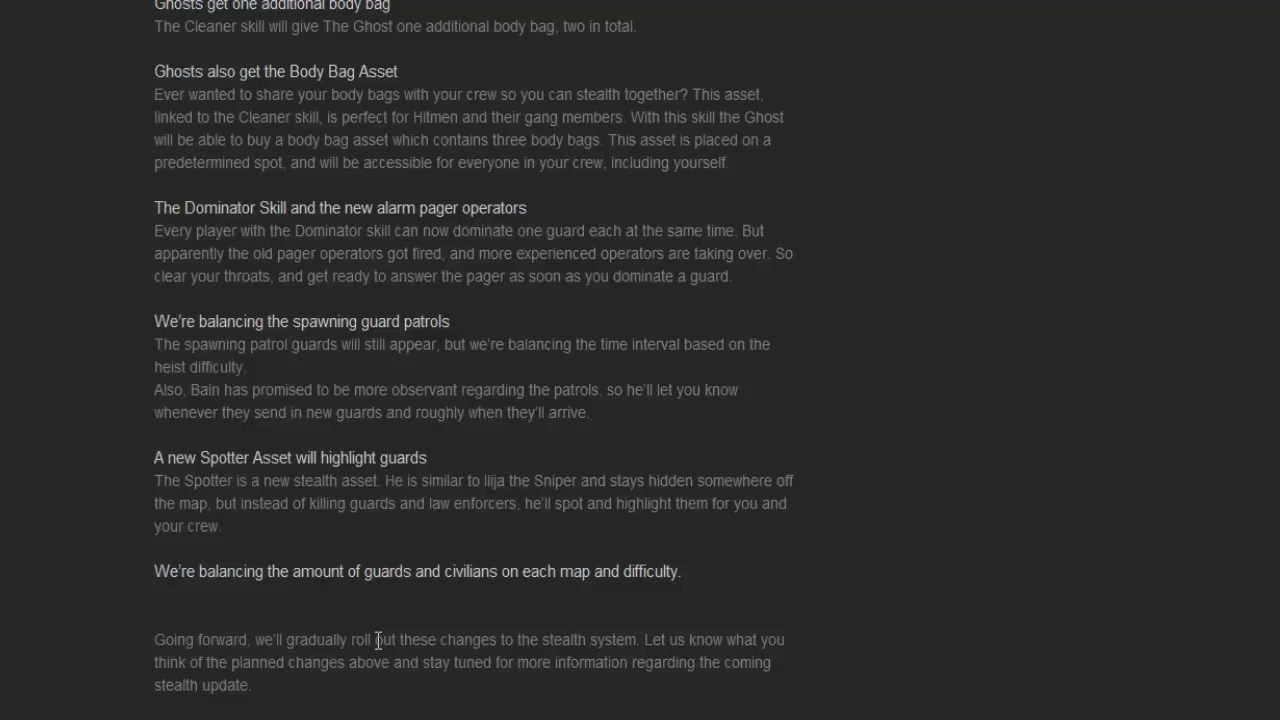 Ghosts get one additional body bag
The Cleaner skill will give The Ghost one additional body bag, two in total.
Ghosts also get the Body Bag Asset
Ever wanted to share your body bags with your crew so you can stealth together? This asset,
linked to the Cleaner skill, is perfect for Hitmen and their gang members. With this skill the Ghost
will be able to buy a body bag asset which contains three body bags. This asset is placed on a
predetermined spot, and will be accessible for everyone in your crew, including yourself.
The Dominator Skill and the new alarm pager operators
Every player with the Dominator skill can now dominate one guard each at the same time. But
apparently the old pager operators got fired, and more experienced operators are taking over. So
clear your throats, and get ready to answer the pager as soon as you dominate a guard.
We're balancing the spawning guard patrols
The spawning patrol guards will still appear, but we're balancing the time interval based on the
heist difficulty.
Also, Bain has promised to be more observant regarding the patrols, so he'll let you know
whenever they send in new guards and roughly when they'll arrive.
A new Spotter Asset will highlight guards
The Spotter is a new stealth asset. He is similar to Ilija the Sniper and stays hidden somewhere off
the map, but instead of killing guards and law enforcers, he'll spot and highlight them for you and
your crew.
We're balancing the amount of guards and civilians on each map and difficulty.
Going forward, we'll gradually roll out these changes to the stealth system. Let us know what you
think of the planned changes above and stay tuned for more information regarding the coming
stealth update.